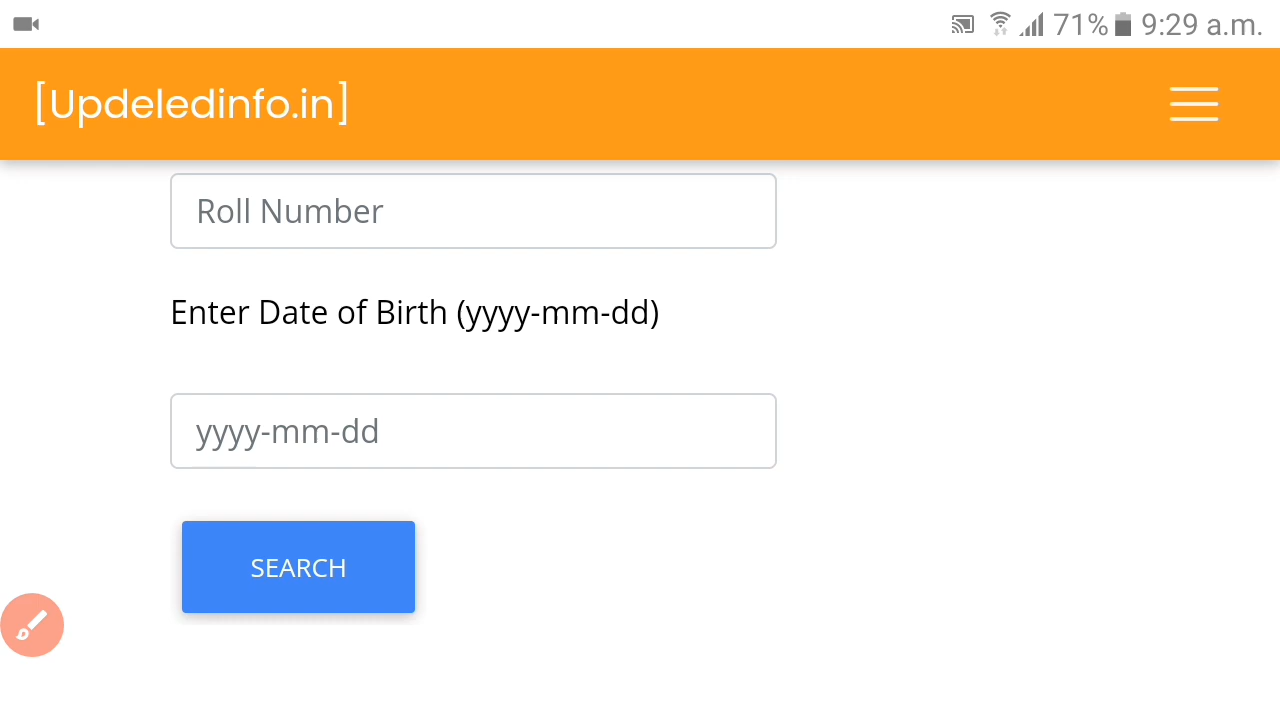 71% 9:29 a.m.
[Updeledinfo.in]
Roll Number
Enter Date of Birth (yyyy-mm-dd)
yyyy-mm-dd
SEARCH